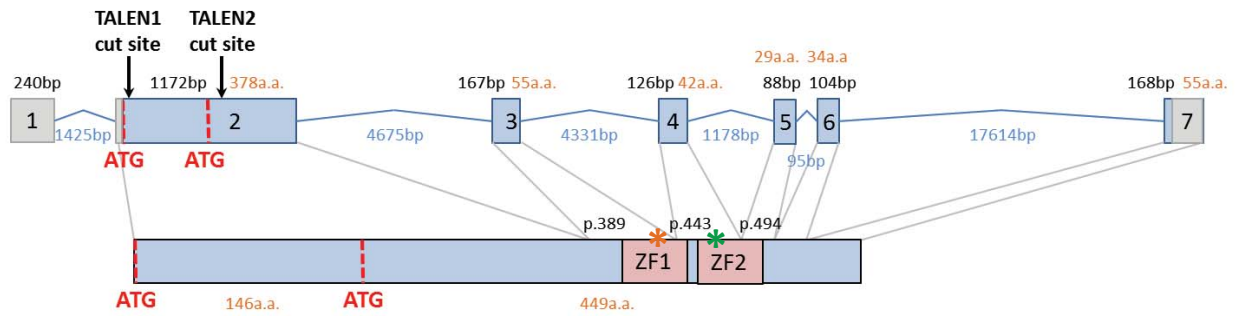 TALEN1 TALEN2
cut site cut site
29a.a. 34a.a
240bp 1172bp 378a.a. 167bp 55a.a. 126bp 42a.a. 88bp 104bp 168bp 55a.a.
1 2 3 4 5 6 7
1425bp 4675bp 4331bp 1178bp 17614bp
95bp
ATG ATG
p.389 p.443 p.494
* *
ZF1 ZF2
ATG 146a.a. ATG 449a.a.